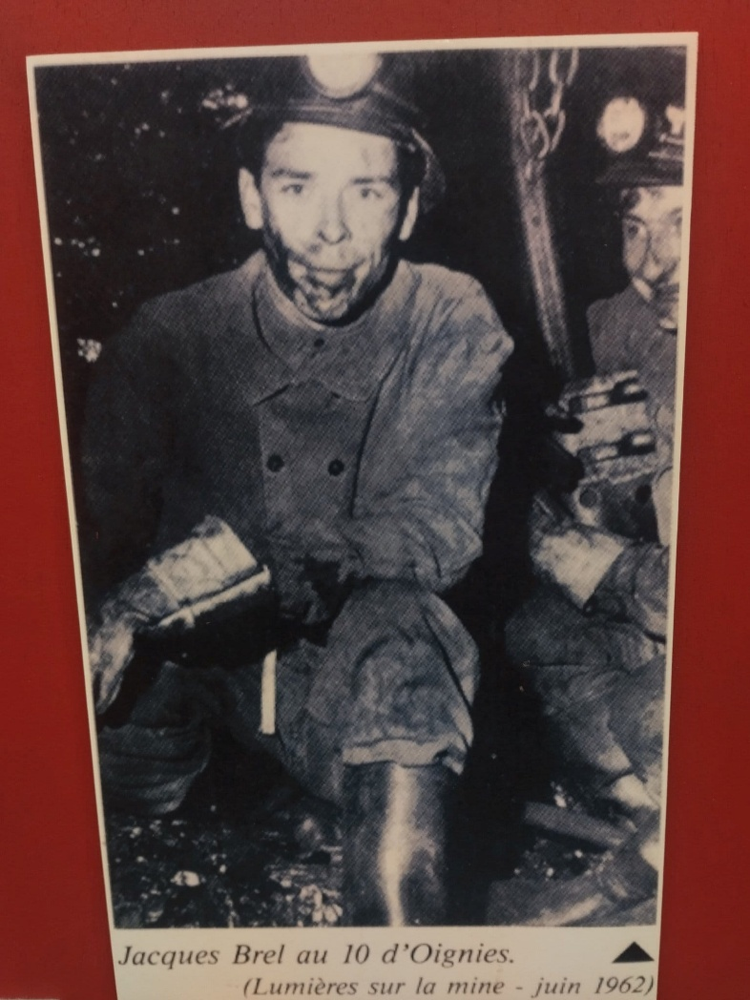 Jacques Brel au 10 d'Oignies.
(Lumières sur la mine - juin 1962)